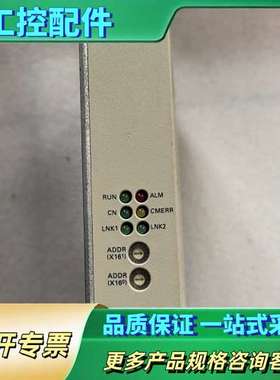 工控配件
RUN ALM
CN CMERR
LNK1 LNK2
ADDR
(X16¹)
ADDR
(X16⁰)
开专票
品质保证 一站式采
更多产品规格咨询客